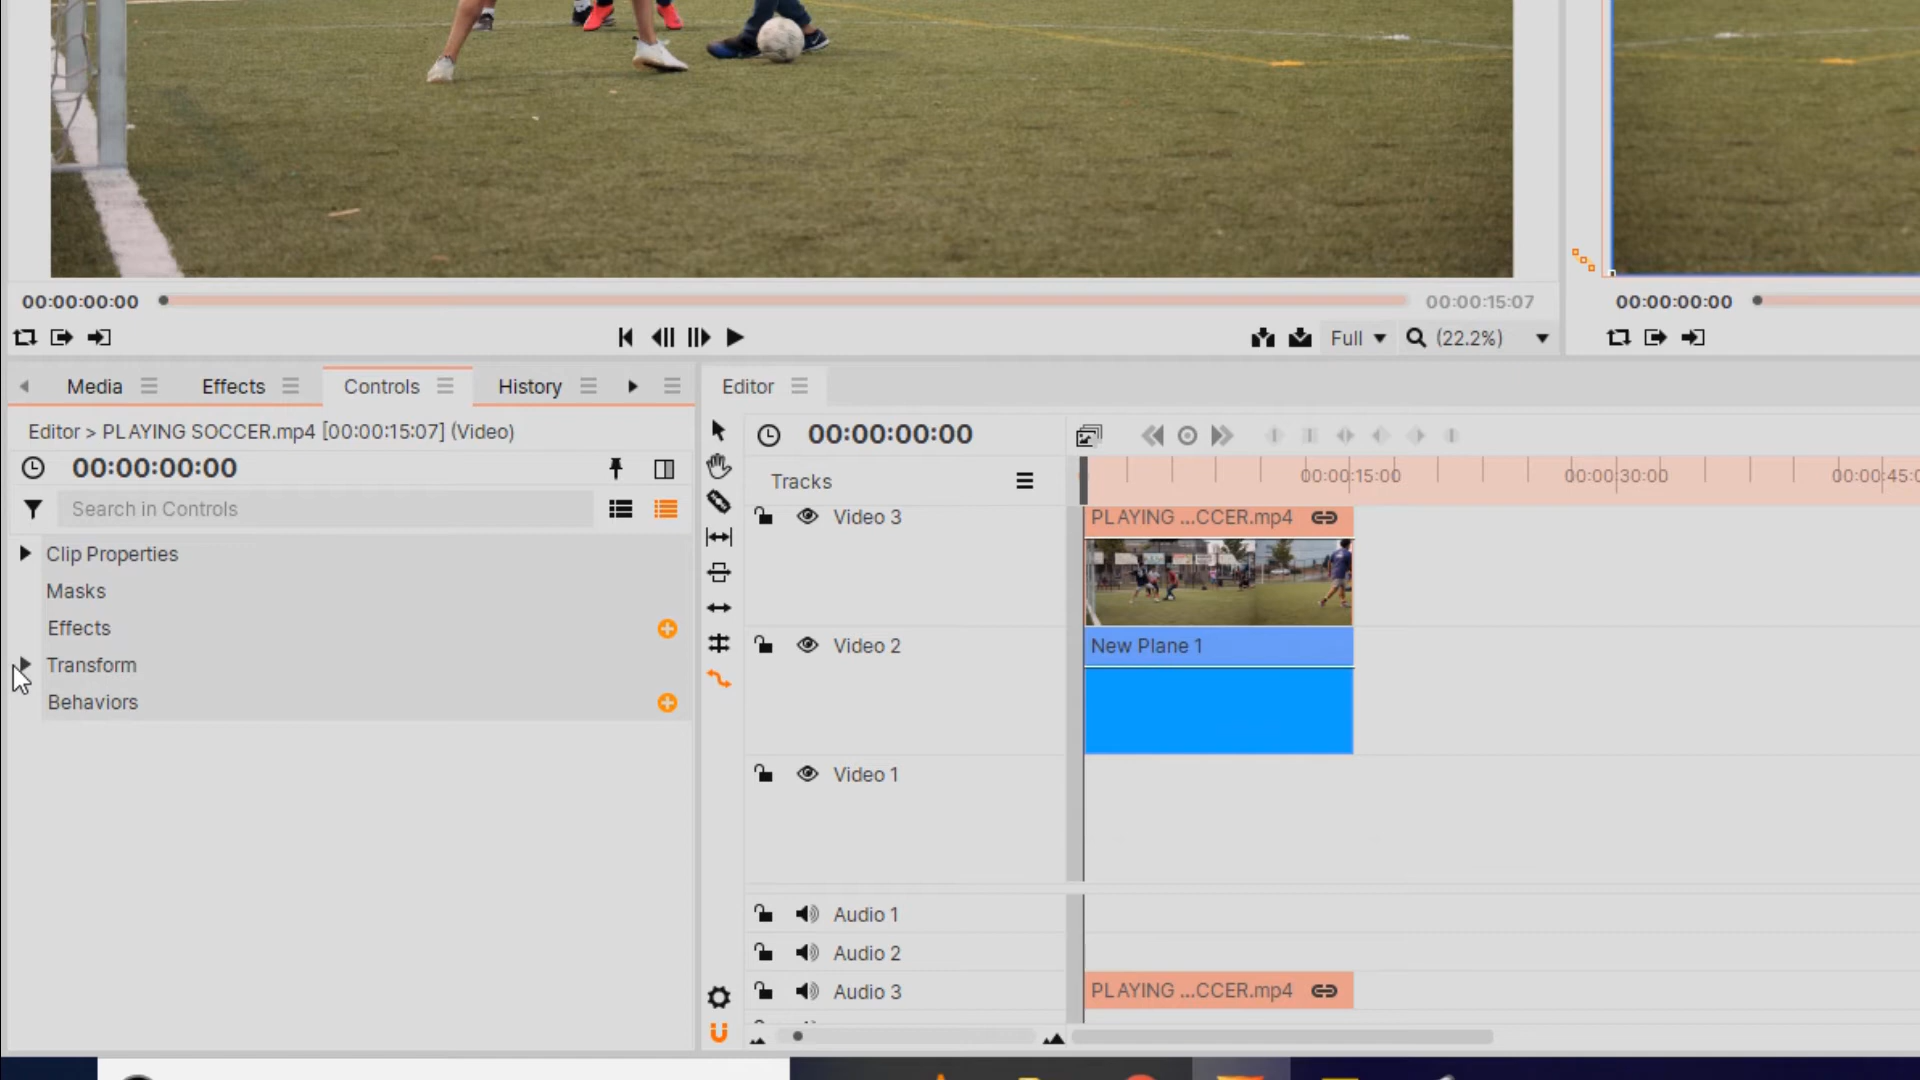 00:00:00:00
00:00:15:07
00:00:00:00
Full
(22.2%)
Media
Effects
Controls
History
Editor
Editor > PLAYING SOCCER.mp4 [00:00:15:07] (Video)
00:00:00:00
Search in Controls
Clip Properties
Masks
Effects
Transform
Behaviors
00:00:00:00
Tracks
00:00:15:00
00:00:30:00
00:00:45:0
Video 3
PLAYING ...CCER.mp4
Video 2
New Plane 1
Video 1
Audio 1
Audio 2
Audio 3
PLAYING ...CCER.mp4